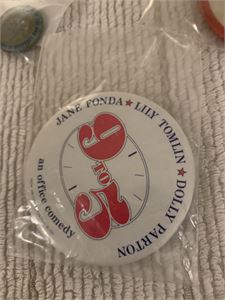 JANE FONDA ★ LILY TOMLIN ★ DOLLY PARTON
9
TO
5
an office comedy